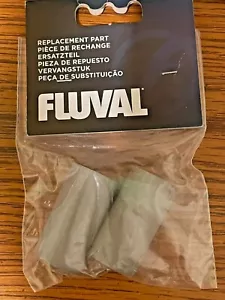 REPLACEMENT PART
PIÈCE DE RECHANGE
ERSATZTEIL
PIEZA DE REPUESTO
VERVANGSTUK
PEÇA DE SUBSTITUIÇÃO
FLUVAL